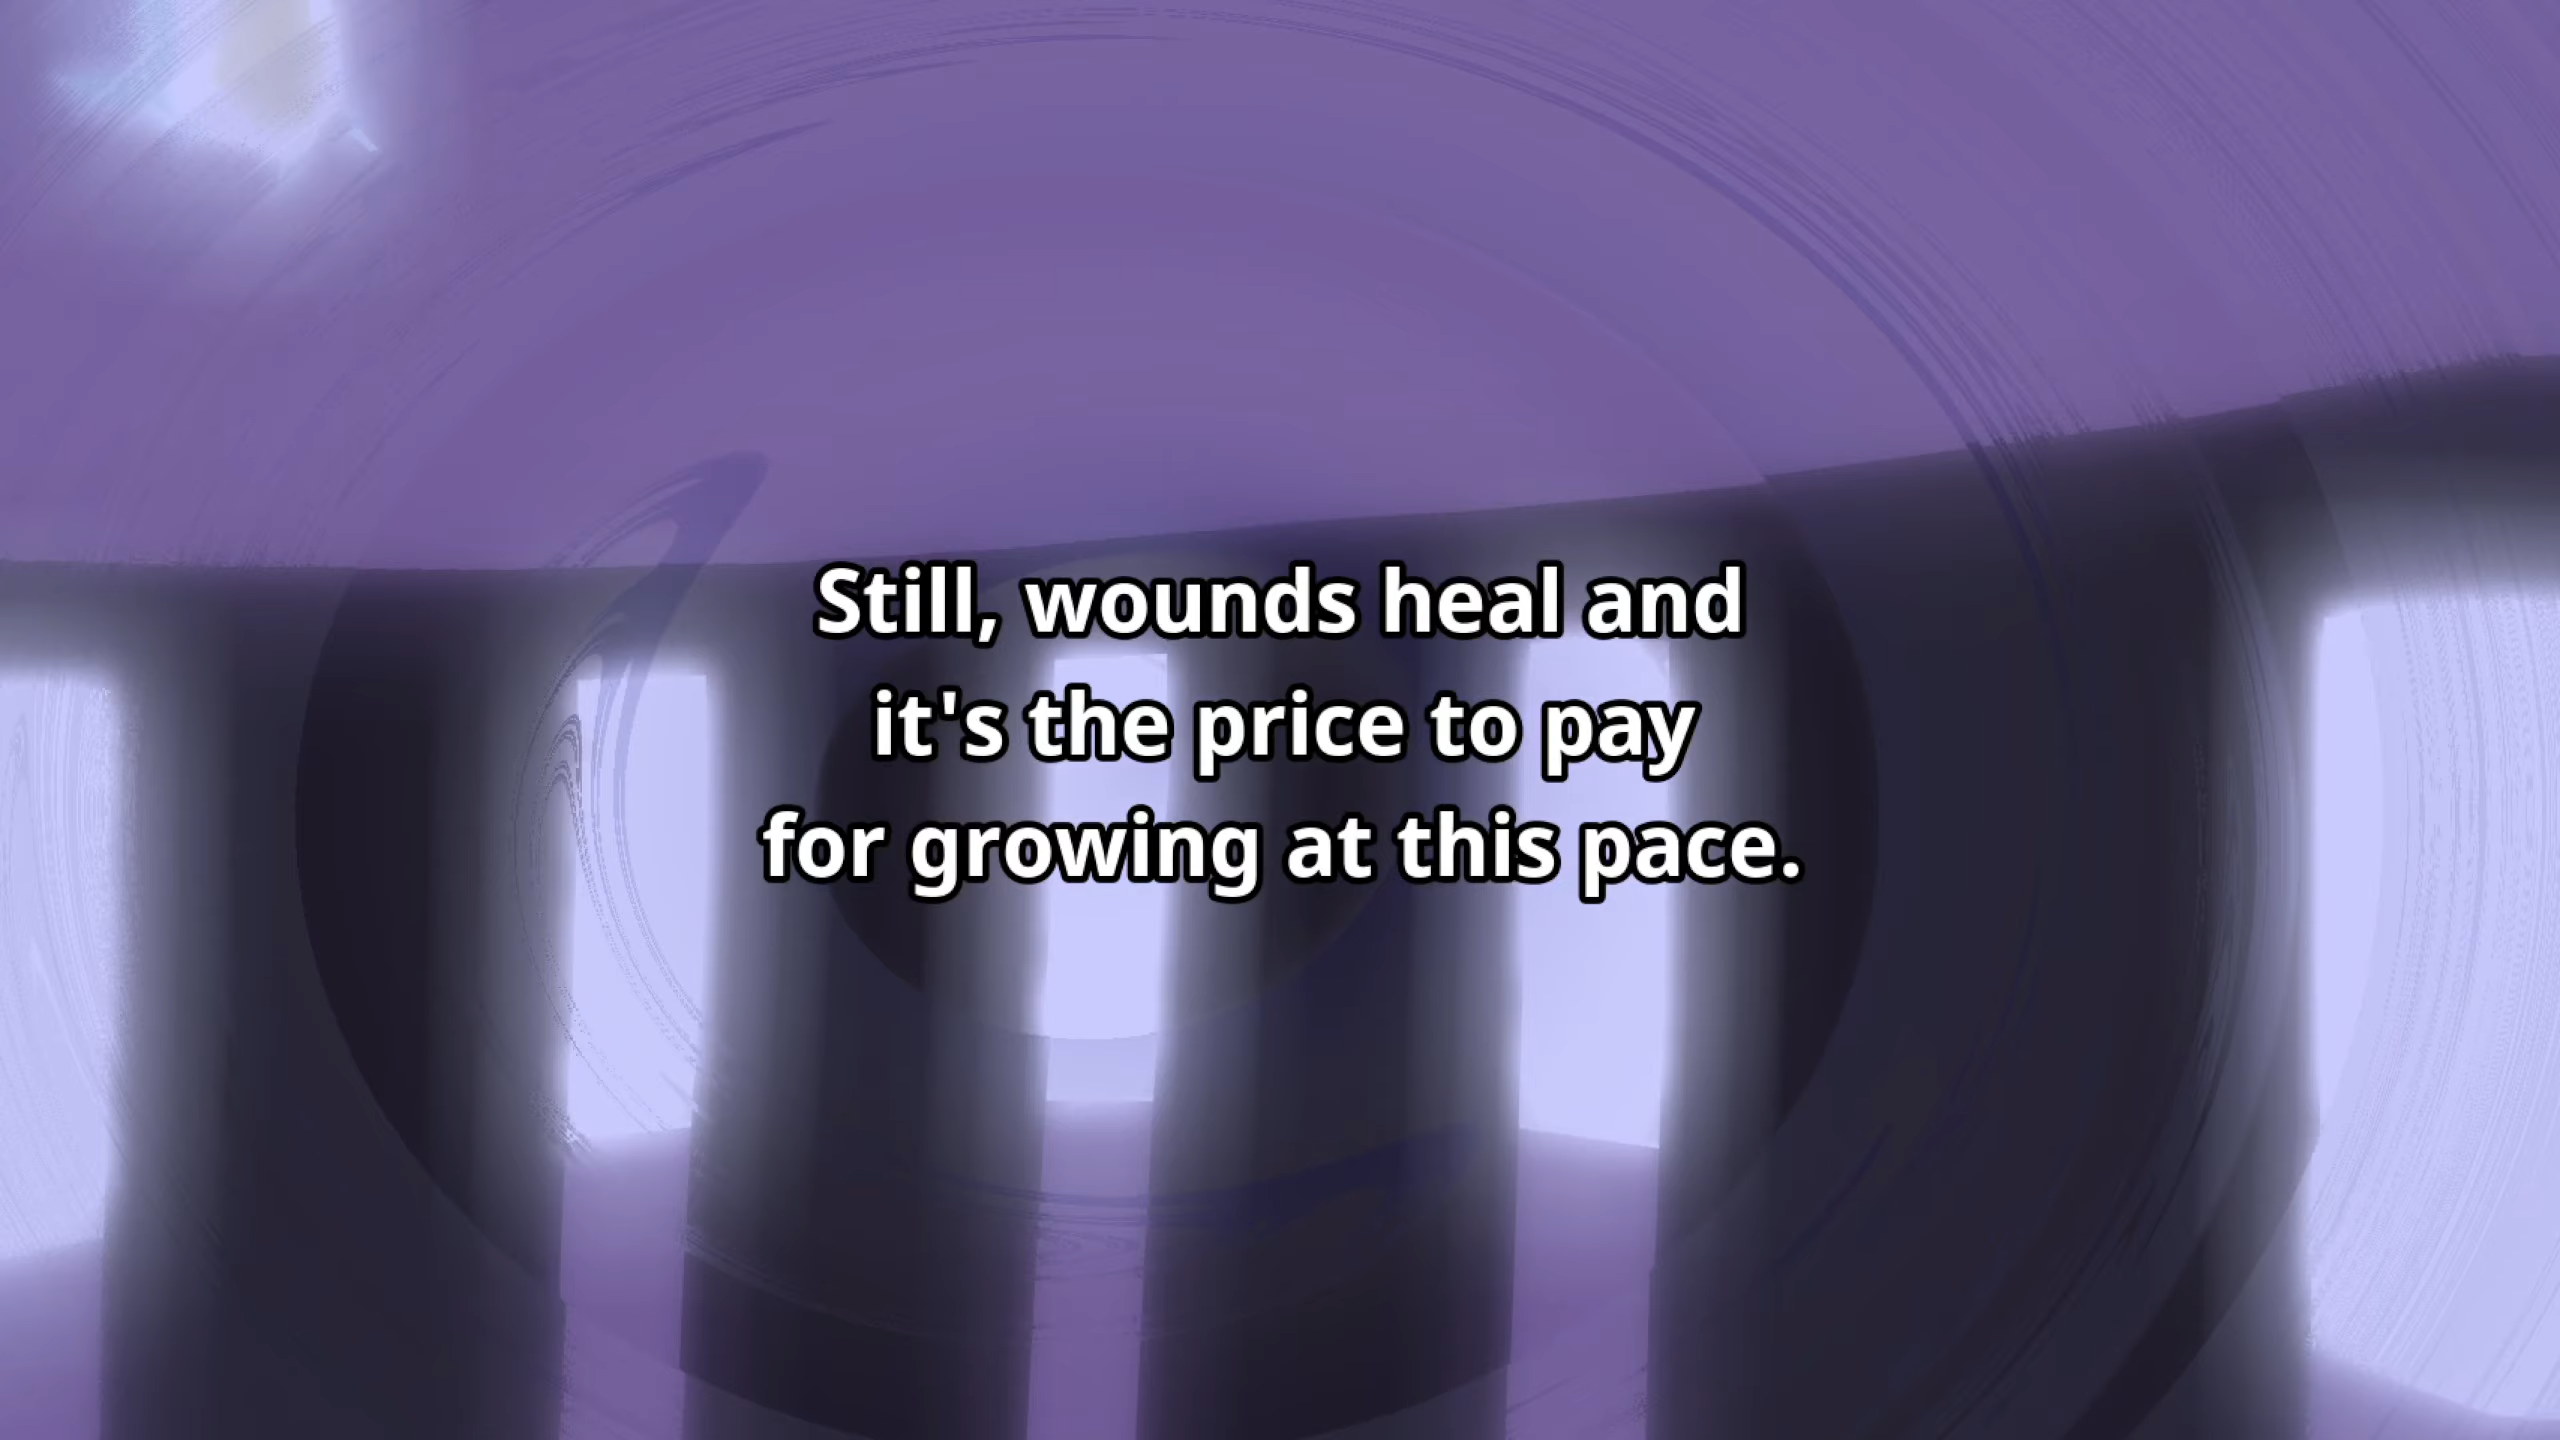 Still, wounds heal and
it's the price to pay
for growing at this pace.